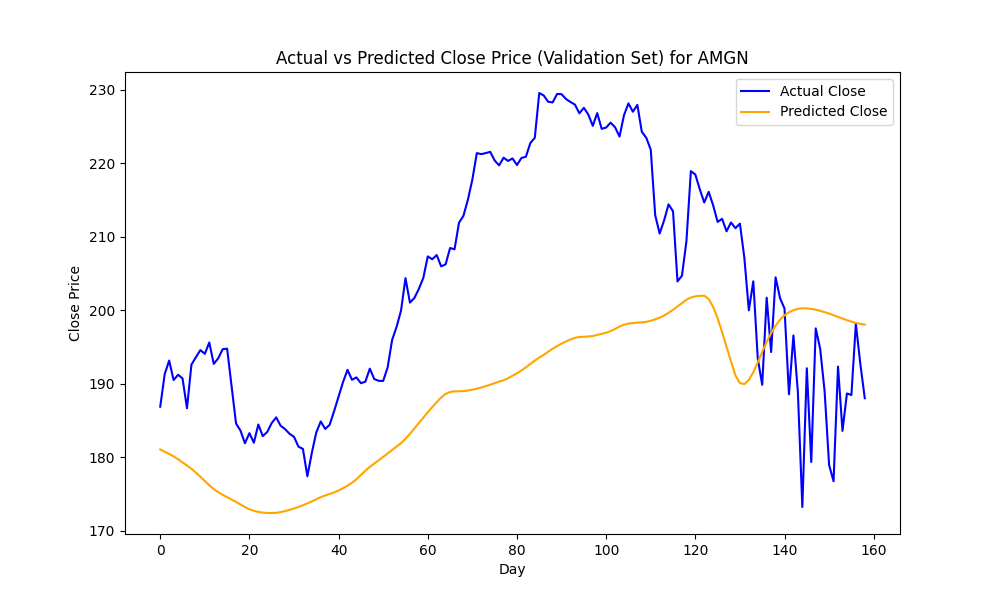 Actual vs Predicted Close Price (Validation Set) for AMGN
Actual Close
Predicted Close
Close Price
230
220
210
200
190
180
170
0 20 40 60 80 100 120 140 160
Day